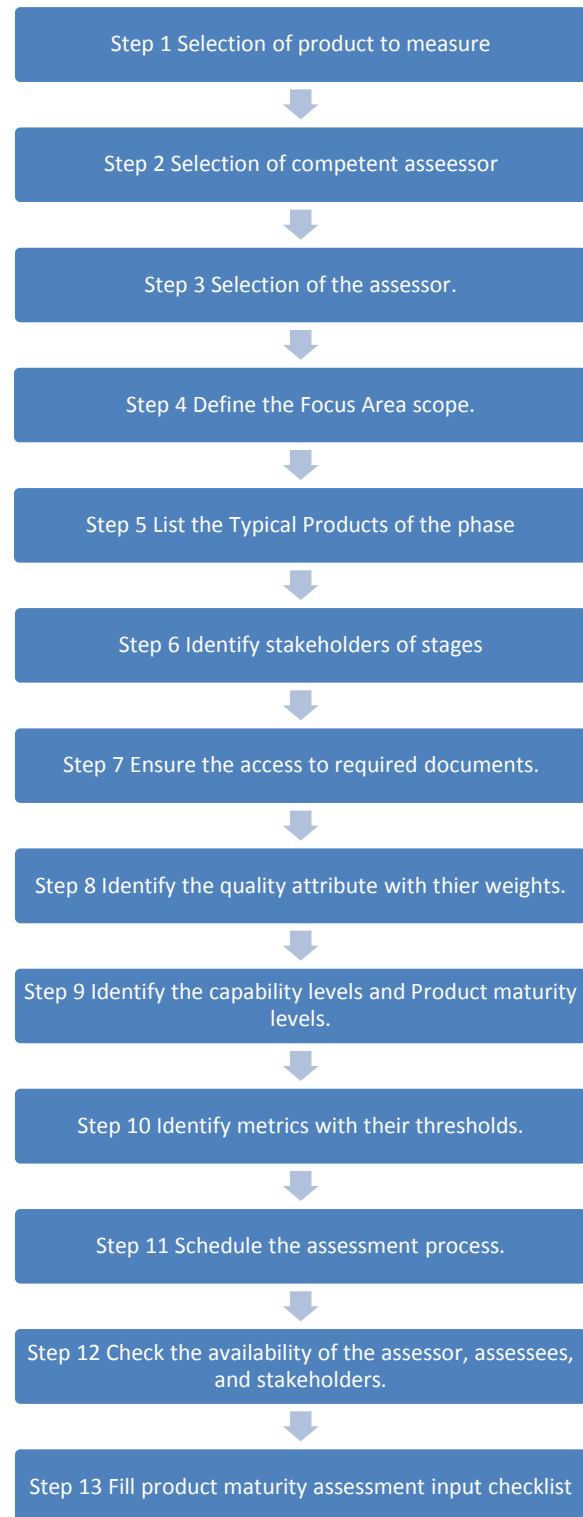 Step 1 Selection of product to measure
Step 2 Selection of competent asseessor
Step 3 Selection of the assessor.
Step 4 Define the Focus Area scope.
Step 5 List the Typical Products of the phase
Step 6 Identify stakeholders of stages
Step 7 Ensure the access to required documents.
Step 8 Identify the quality attribute with thier weights.
Step 9 Identify the capability levels and Product maturity
levels.
Step 10 Identify metrics with their thresholds.
Step 11 Schedule the assessment process.
Step 12 Check the availability of the assessor, assessees,
and stakeholders.
Step 13 Fill product maturity assessment input checklist